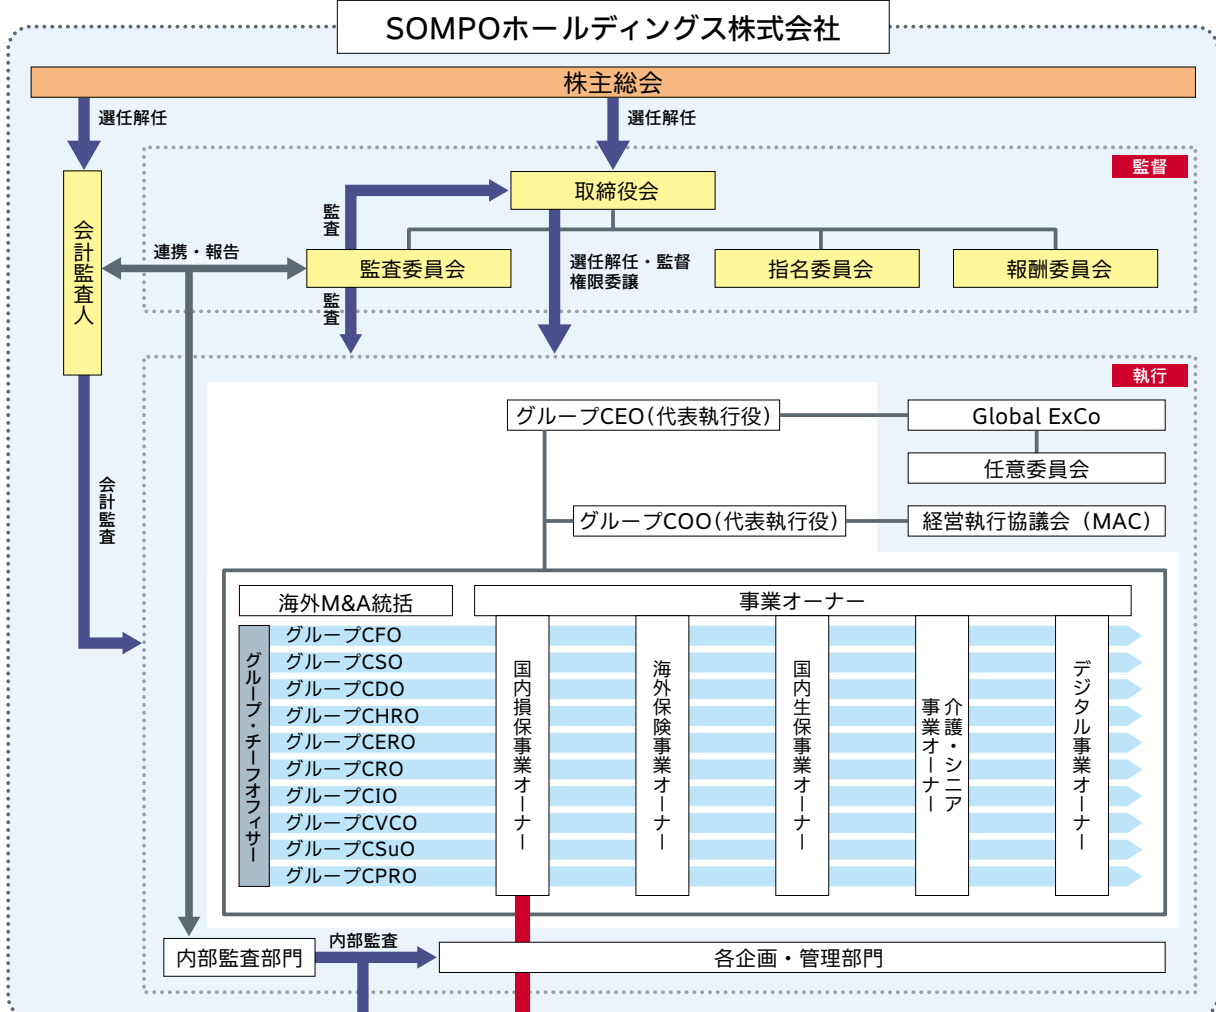 SOMPOホールディングス株式会社
株主総会
選任解任
選任解任
監督
取締役会
会計監査人
監査
連携・報告
監査委員会
選任解任・監督
権限委譲
指名委員会
報酬委員会
監査
執行
グループCEO（代表執行役）
Global ExCo
任意委員会
会計監査
グループCOO（代表執行役）
経営執行協議会（MAC）
海外M&A統括
事業オーナー
グループ・チーフオフィサー
グループCFO
グループCSO
グループCDO
グループCHRO
グループCERO
グループCRO
グループCIO
グループCVCO
グループCSuO
グループCPRO
国内損保事業オーナー
海外保険事業オーナー
国内生保事業オーナー
介護・シニア
事業オーナー
デジタル事業オーナー
内部監査部門
内部監査
各企画・管理部門